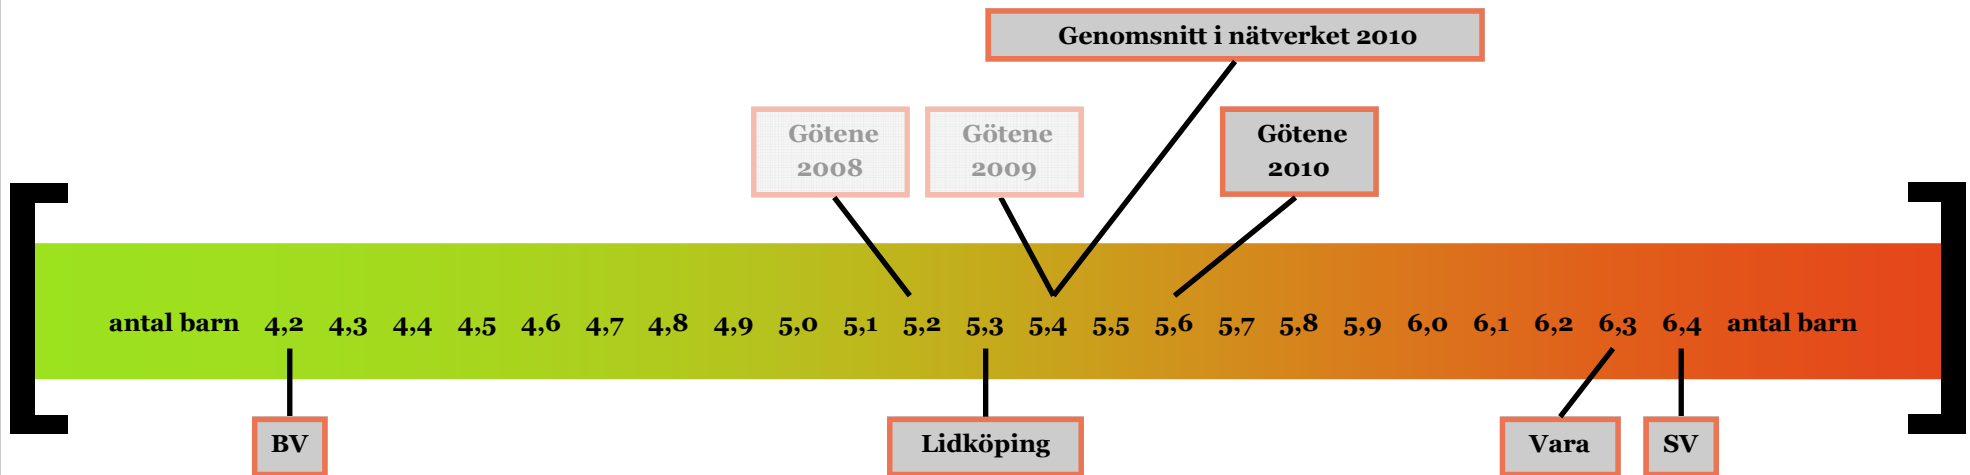 Genomsnitt i nätverket 2010
Götene
2008
Götene
2009
Götene
2010
antal barn 4,2 4,3 4,4 4,5 4,6 4,7 4,8 4,9 5,0 5,1 5,2 5,3 5,4 5,5 5,6 5,7 5,8 5,9 6,0 6,1 6,2 6,3 6,4 antal barn
BV
Lidköping
Vara
SV